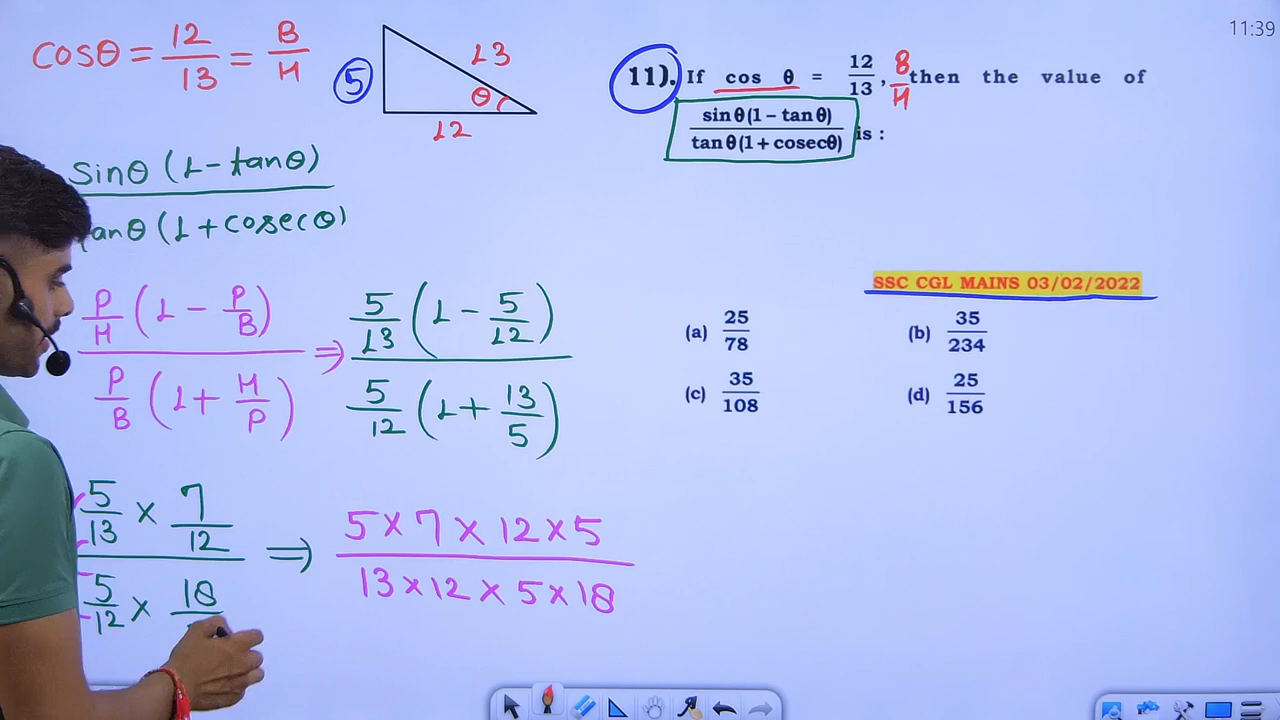 11:39
cosθ = 12/13 = B/H
5
13
θ
12
11). If cos θ = 12/13, B/H then the value of
sinθ(1 − tanθ)/tanθ(1 + cosecθ) is :
sinθ (1 - tanθ)
tanθ (1 + cosecθ)
SSC CGL MAINS 03/02/2022
(a) 25/78 (b) 35/234
(c) 35/108 (d) 25/156
P/H (1 - P/B) ⇒ 5/13 (1 - 5/12)
P/B (1 + H/P) 5/12 (1 + 13/5)
5/13 × 7/12 ⇒ 5 × 7 × 12 × 5
5/12 × 18 13 × 12 × 5 × 18